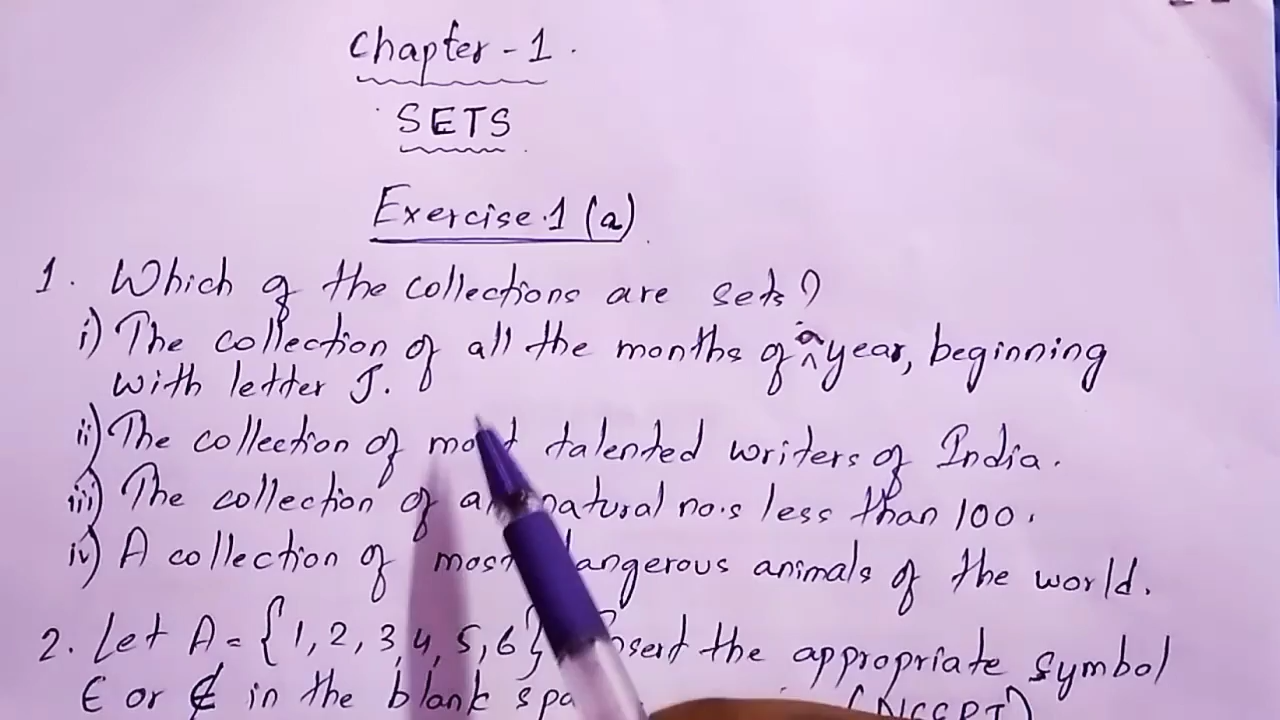 Chapter - 1.
SETS
Exercise.1 (a)
1. Which of the collections are sets?
i) The collection of all the months of a year, beginning
with letter J.
ii) The collection of most talented writers of India.
iii) The collection of natural no.s less than 100.
iv) A collection of most dangerous animals of the world.
2. Let A = {1, 2, 3, 4, 5, 6} Insert the appropriate symbol
∈ or ∉ in the blank